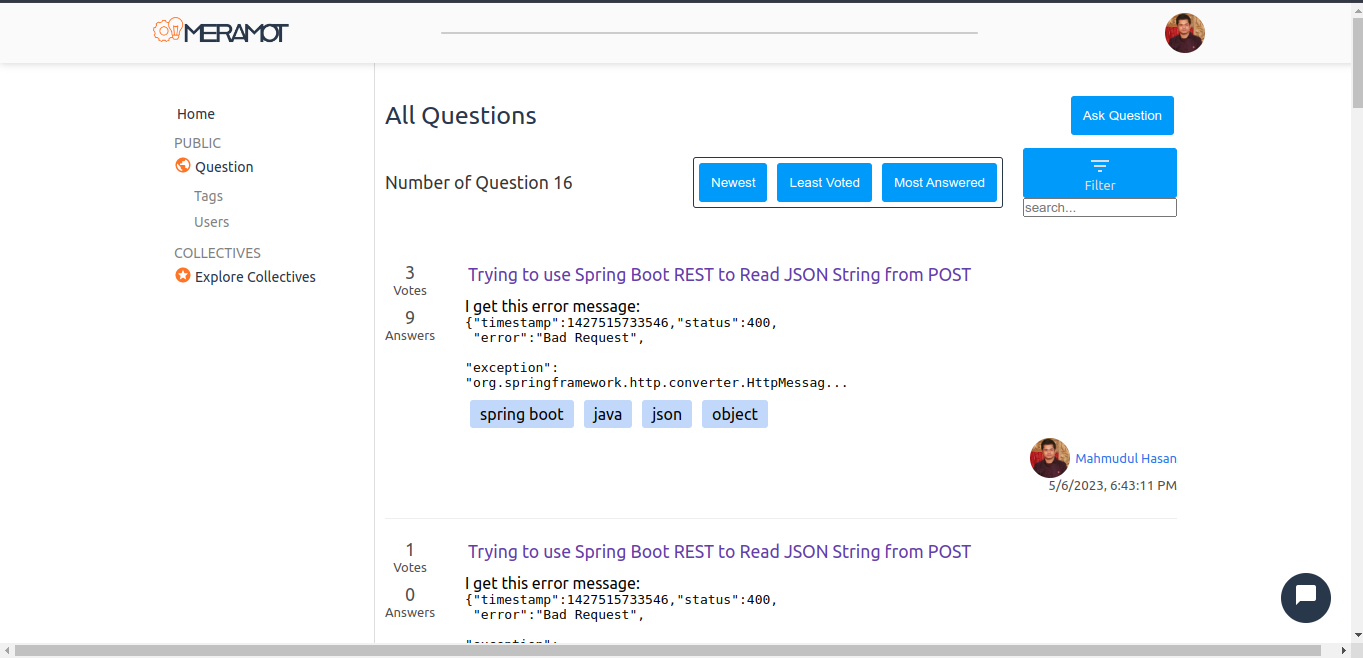 MERAMOT
Home
PUBLIC
Question
Tags
Users
COLLECTIVES
Explore Collectives
All Questions
Ask Question
Number of Question 16
Newest
Least Voted
Most Answered
Filter
search...
3
Votes
9
Answers
Trying to use Spring Boot REST to Read JSON String from POST
I get this error message:
{"timestamp":1427515733546,"status":400,
"error":"Bad Request",
"exception":
"org.springframework.http.converter.HttpMessag...
spring boot
java
json
object
Mahmudul Hasan
5/6/2023, 6:43:11 PM
1
Votes
0
Answers
Trying to use Spring Boot REST to Read JSON String from POST
I get this error message:
{"timestamp":1427515733546,"status":400,
"error":"Bad Request",